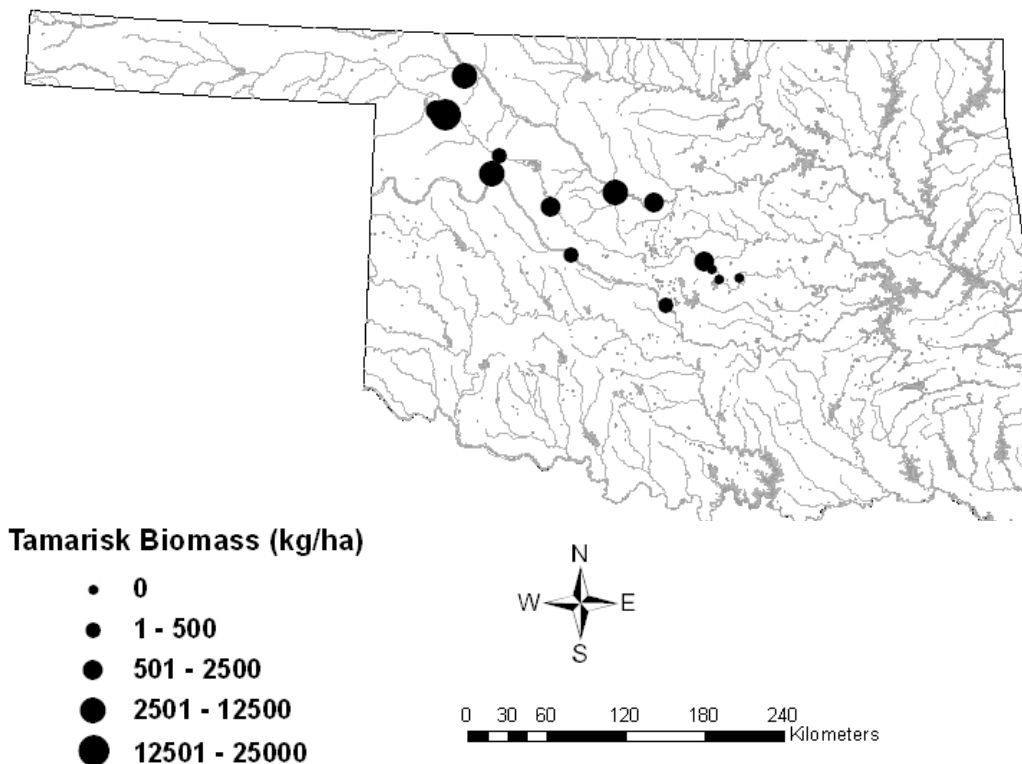 Tamarisk Biomass (kg/ha)
0
1 - 500
501 - 2500
2501 - 12500
12501 - 25000
N
W E
S
0 30 60 120 180 240
Kilometers